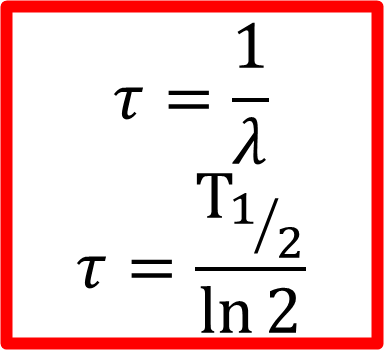 τ = 1/λ
τ = T₁/₂ / ln 2